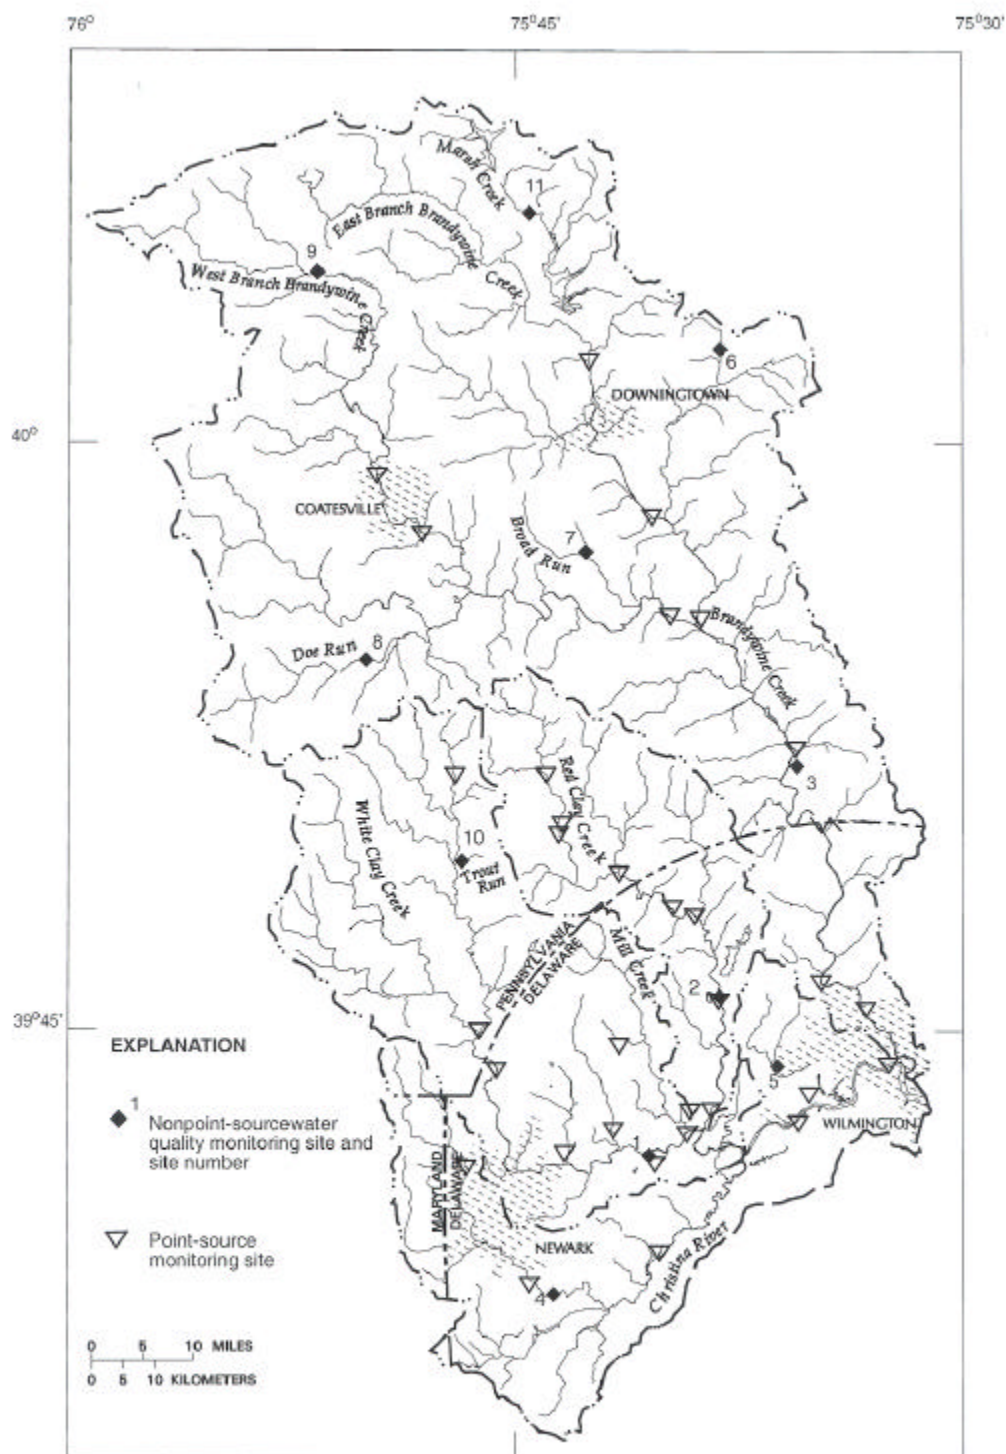 76°
75°45'
75°30'
Marsh Creek
11
East Branch Brandywine Creek
9
West Branch Brandywine Creek
6
DOWNINGTOWN
40°
COATESVILLE
Broad Run
7
Brandywine Creek
Doe Run
8
3
Red Clay Creek
White Clay Creek
10
Trout Run
PENNSYLVANIA
DELAWARE
Mill Creek
2
39°45'
5
WILMINGTON
1
MARYLAND
DELAWARE
NEWARK
Christina River
4
EXPLANATION
1
Nonpoint-sourcewater
quality monitoring site and
site number
Point-source
monitoring site
0 5 10 MILES
0 5 10 KILOMETERS